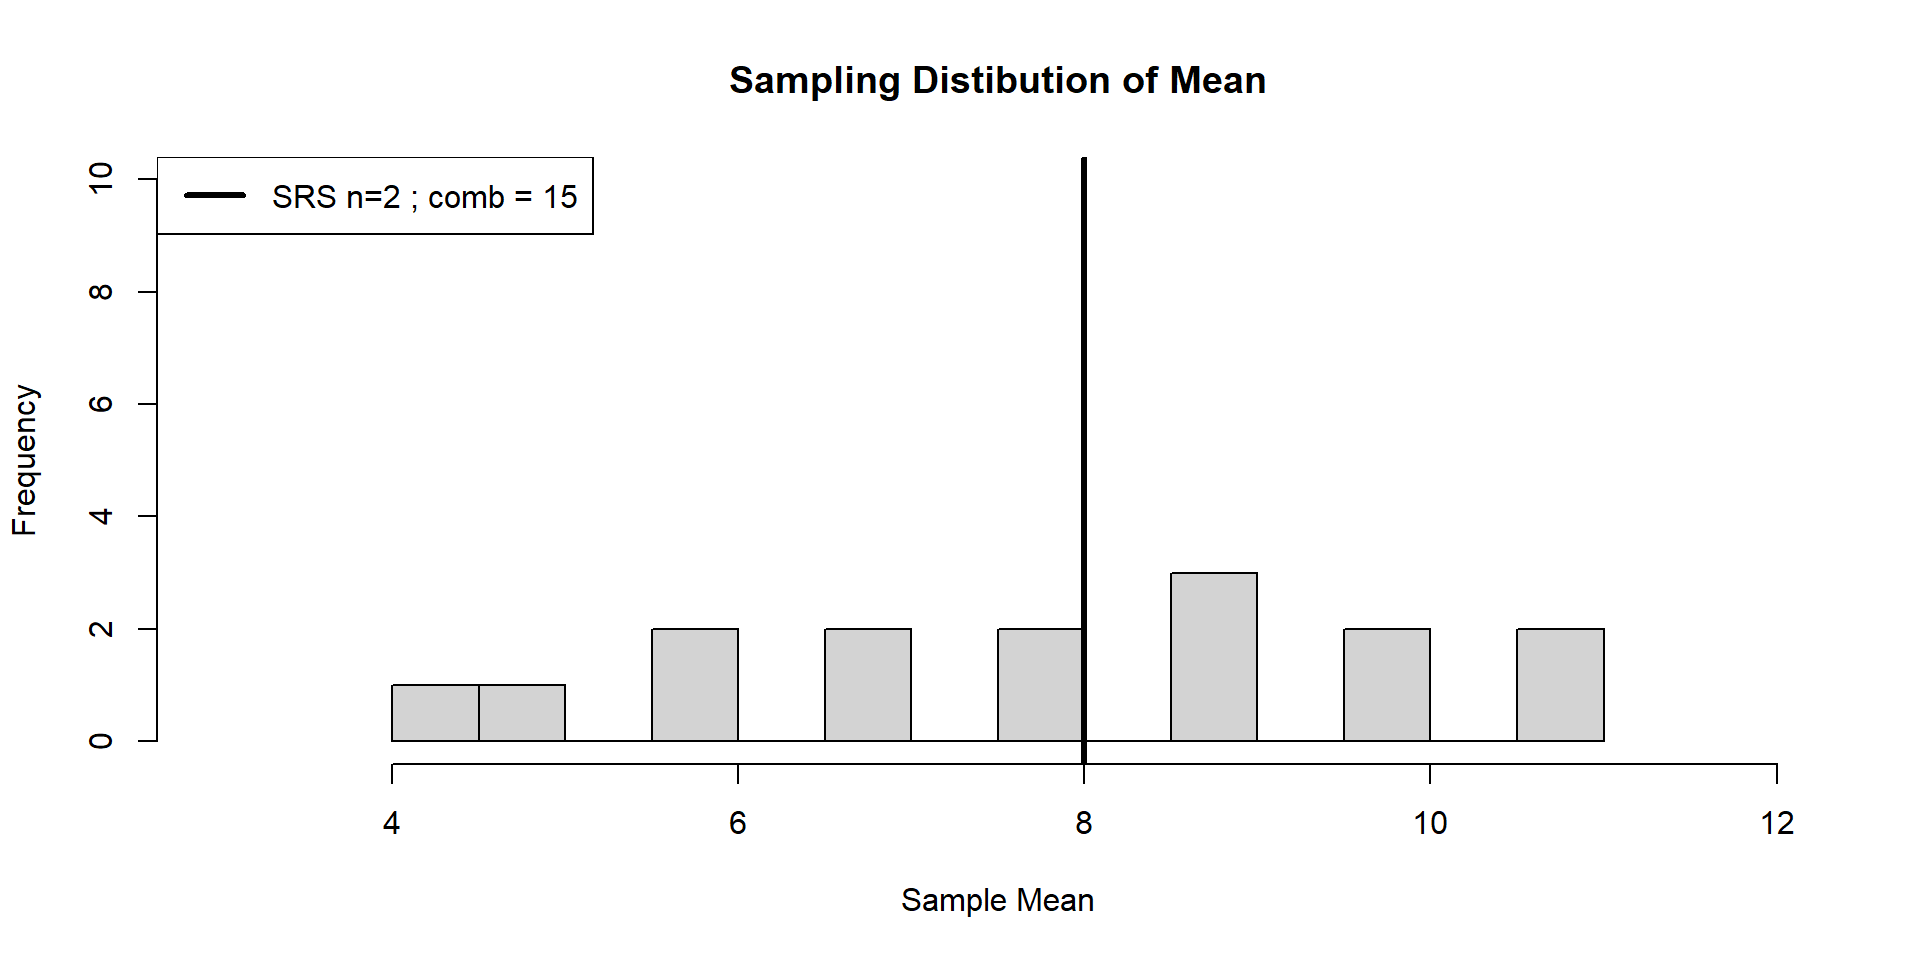 Sampling Distibution of Mean
SRS n=2 ; comb = 15
10
8
6
4
2
0
Frequency
4 6 8 10 12
Sample Mean